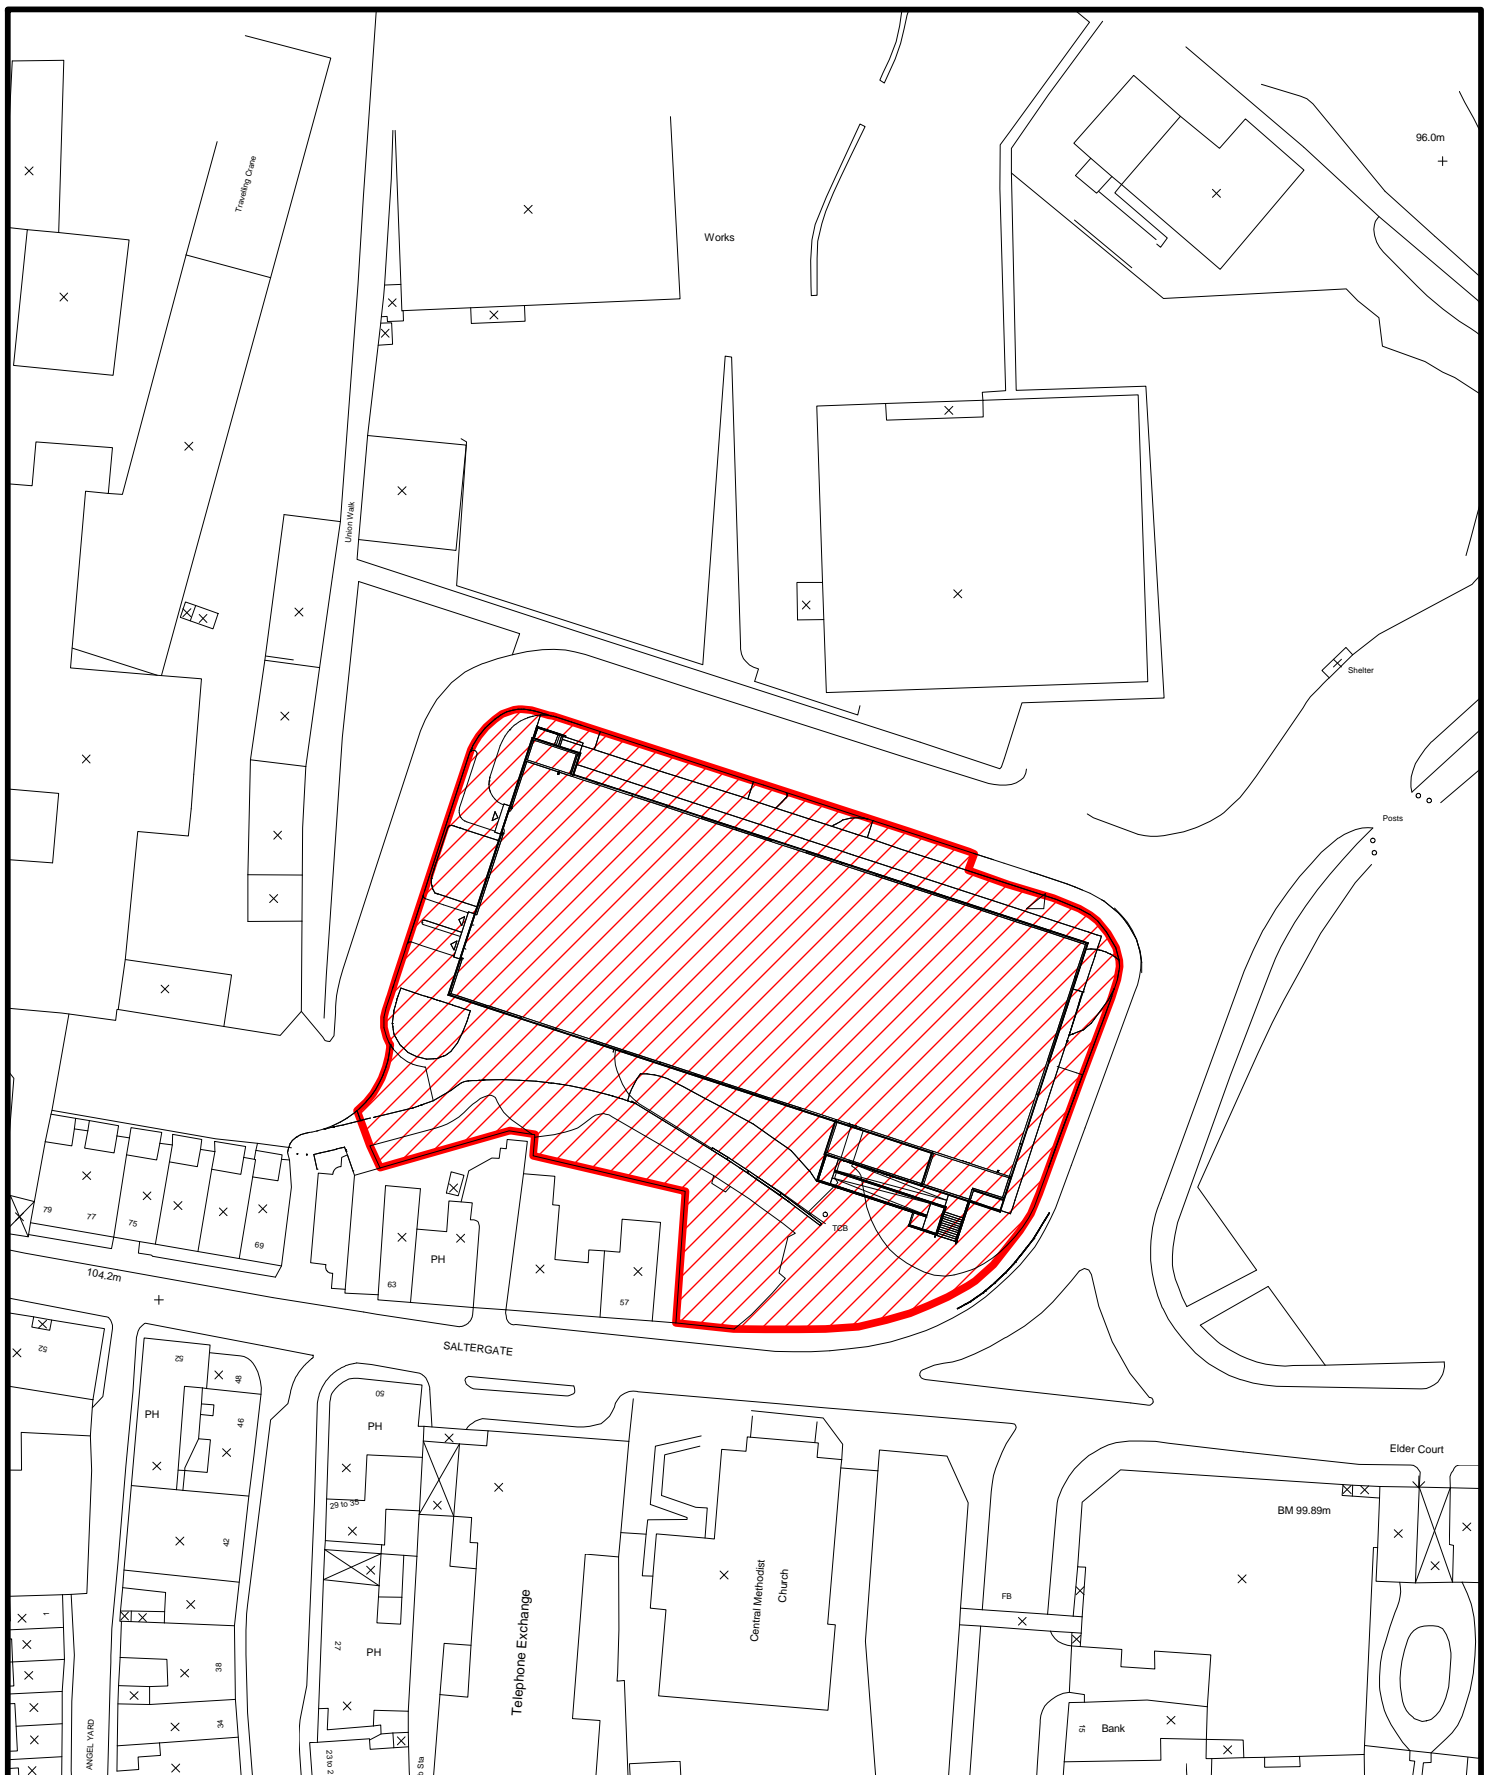 96.0m
Travelling Crane
Works
Union Walk
Shelter
Posts
TCB
79
77
75
69
63
PH
57
104.2m
SALTERGATE
52
52
48
46
PH
50
PH
29 to 35
42
Elder Court
BM 99.89m
Telephone Exchange
Central Methodist
Church
FB
1
27
PH
38
34
ANGEL YARD
15
Bank